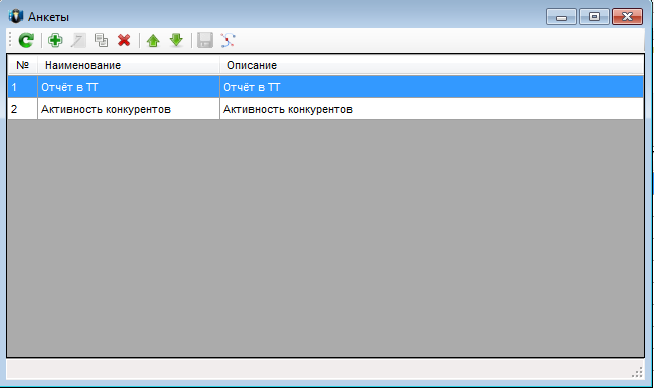 Анкеты
№ Наименование Описание
1 Отчёт в ТТ Отчёт в ТТ
2 Активность конкурентов Активность конкурентов